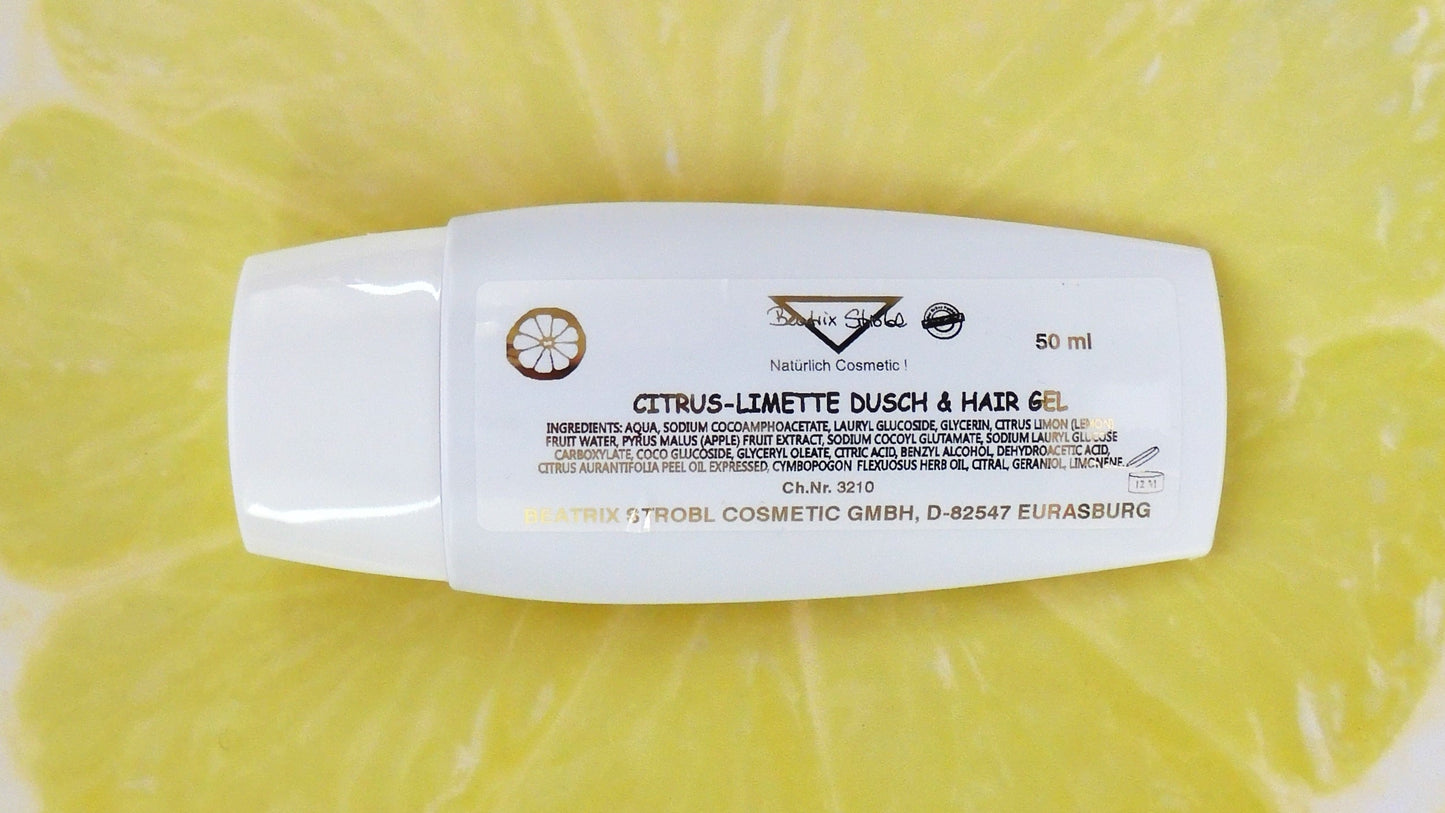 Beatrix Strobl
50 ml
Natürlich Cosmetic !
CITRUS-LIMETTE DUSCH & HAIR GEL
INGREDIENTS: AQUA, SODIUM COCOAMPHOACETATE, LAURYL GLUCOSIDE, GLYCERIN, CITRUS LIMON (LEMON)
FRUIT WATER, PYRUS MALUS (APPLE) FRUIT EXTRACT, SODIUM COCOYL GLUTAMATE, SODIUM LAURYL GLUCOSE
CARBOXYLATE, COCO GLUCOSIDE, GLYCERYL OLEATE, CITRIC ACID, BENZYL ALCOHOL, DEHYDROACETIC ACID,
CITRUS AURANTIFOLIA PEEL OIL EXPRESSED, CYMBOPOGON FLEXUOSUS HERB OIL, CITRAL, GERANIOL, LIMONENE
12 M
Ch.Nr. 3210
BEATRIX STROBL COSMETIC GMBH, D-82547 EURASBURG